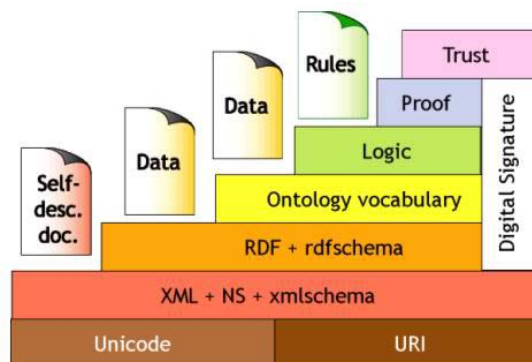 Trust
Rules
Proof
Data
Logic
Data
Self-
desc.
doc.
Ontology vocabulary
Digital Signature
RDF + rdfschema
XML + NS + xmlschema
Unicode
URI